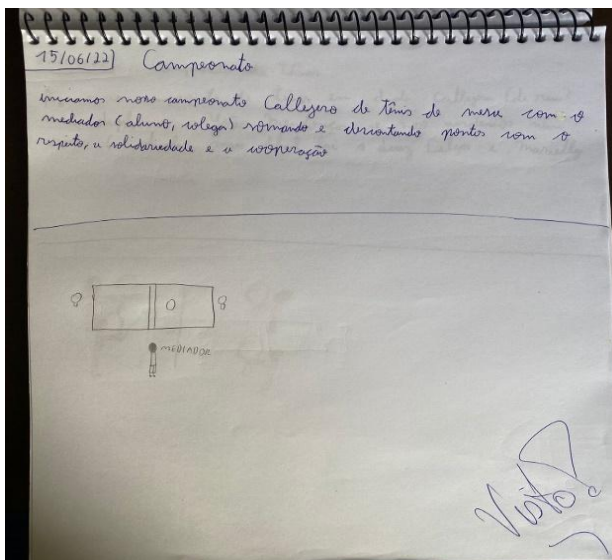 15/06/22) Campeonato
iniciamos nosso campeonato Callejero de tênis de mesa com o
mediador (aluno, colega) somando e descontando pontos com o
respeito, a solidariedade e a cooperação
MEDIADOR
Visto!